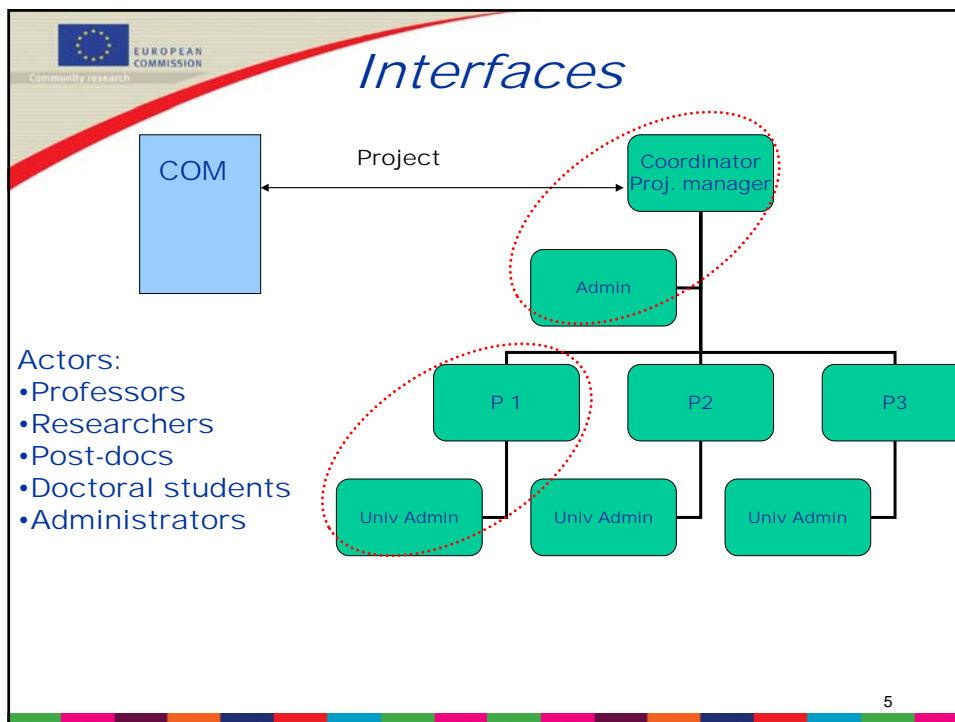 EUROPEAN
COMMISSION
Community research
Interfaces
COM
Project
Coordinator
Proj. manager
Admin
Actors:
•Professors
•Researchers
•Post-docs
•Doctoral students
•Administrators
P 1
P2
P3
Univ Admin
Univ Admin
Univ Admin
5